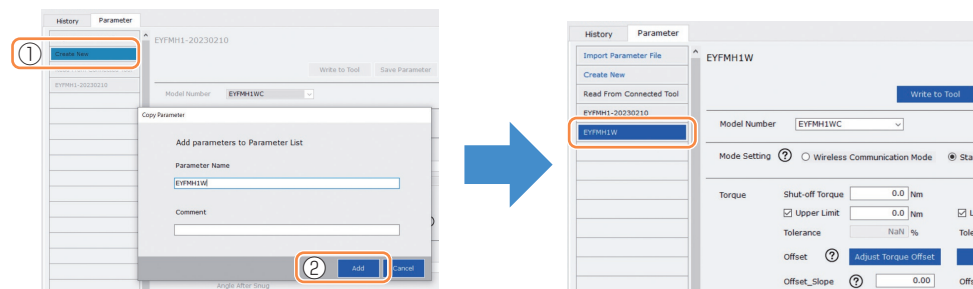 History Parameter
①
Create New
EYFMH1-20230210
EYFMH1-20230210
Write to Tool Save Parameter
Model Number EYFMH1WC
Copy Parameter
Add parameters to Parameter List
Parameter Name
EYFMH1W
Comment
② Add Cancel
Angle After Snug
History Parameter
Import Parameter File
Create New
Read From Connected Tool
EYFMH1-20230210
EYFMH1W
EYFMH1W
Write to Tool
Model Number EYFMH1WC
Mode Setting ? Wireless Communication Mode Sta
Torque Shut-off Torque 0.0 Nm
Upper Limit 0.0 Nm L
Tolerance NaN % Tole
Offset ? Adjust Torque Offset
Offset_Slope ? 0.00 Offs